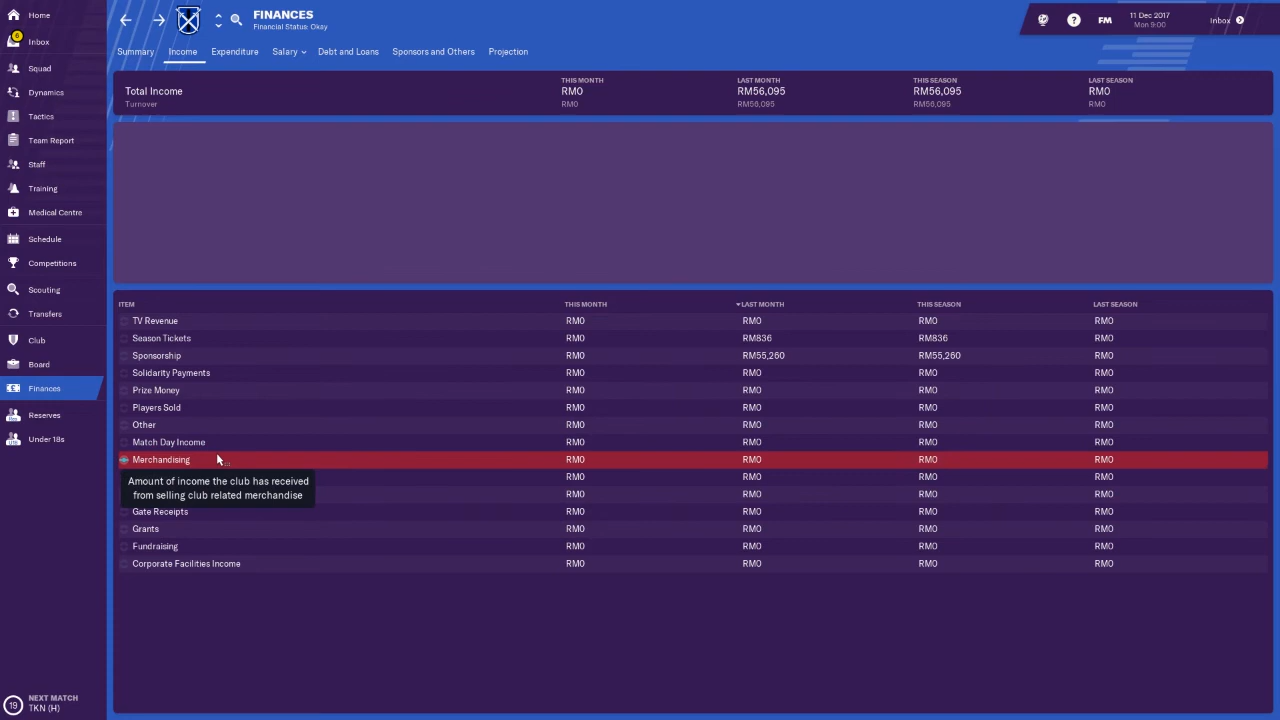 Home
Inbox
6
Squad
Dynamics
Tactics
Team Report
Staff
Training
Medical Centre
Schedule
Competitions
Scouting
Transfers
Club
Board
Finances
Reserves
Under 18s
19 NEXT MATCH
TKN (H)
FINANCES
Financial Status: Okay
FM
11 Dec 2017
Mon 9:00
Inbox
Summary Income Expenditure Salary Debt and Loans Sponsors and Others Projection
THIS MONTH LAST MONTH THIS SEASON LAST SEASON
Total Income RM0 RM56,095 RM56,095 RM0
Turnover RM0 RM56,095 RM56,095 RM0
ITEM THIS MONTH LAST MONTH THIS SEASON LAST SEASON
TV Revenue RM0 RM0 RM0 RM0
Season Tickets RM0 RM836 RM836 RM0
Sponsorship RM0 RM55,260 RM55,260 RM0
Solidarity Payments RM0 RM0 RM0 RM0
Prize Money RM0 RM0 RM0 RM0
Players Sold RM0 RM0 RM0 RM0
Other RM0 RM0 RM0 RM0
Match Day Income RM0 RM0 RM0 RM0
Merchandising RM0 RM0 RM0 RM0
Amount of income the club has received
from selling club related merchandise
RM0 RM0 RM0 RM0
RM0 RM0 RM0 RM0
Gate Receipts RM0 RM0 RM0 RM0
Grants RM0 RM0 RM0 RM0
Fundraising RM0 RM0 RM0 RM0
Corporate Facilities Income RM0 RM0 RM0 RM0